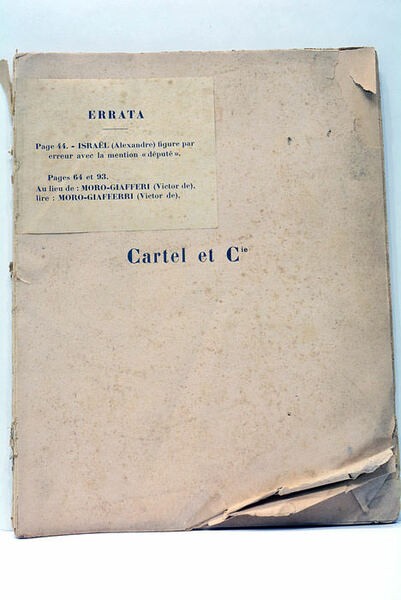 ERRATA
Page 44. - ISRAËL (Alexandre) figure par
erreur avec la mention « député ».
Pages 64 et 93.
Au lieu de : MORO-GIAFFERI (Victor de),
lire : MORO-GIAFFERRI (Victor de).
Cartel et Cie